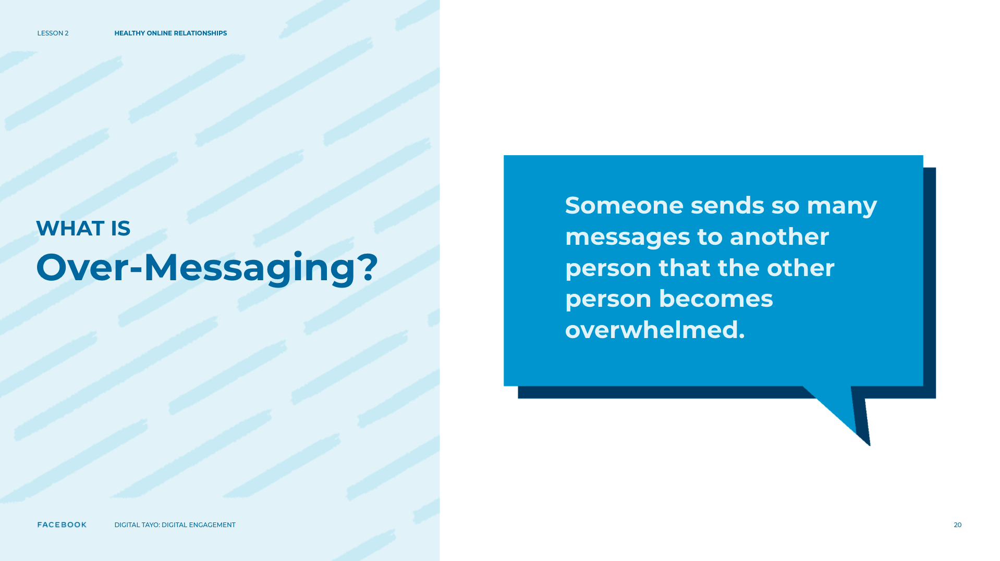 LESSON 2
HEALTHY ONLINE RELATIONSHIPS
WHAT IS
Over-Messaging?
Someone sends so many
messages to another
person that the other
person becomes
overwhelmed.
FACEBOOK
DIGITAL TAYO: DIGITAL ENGAGEMENT
20